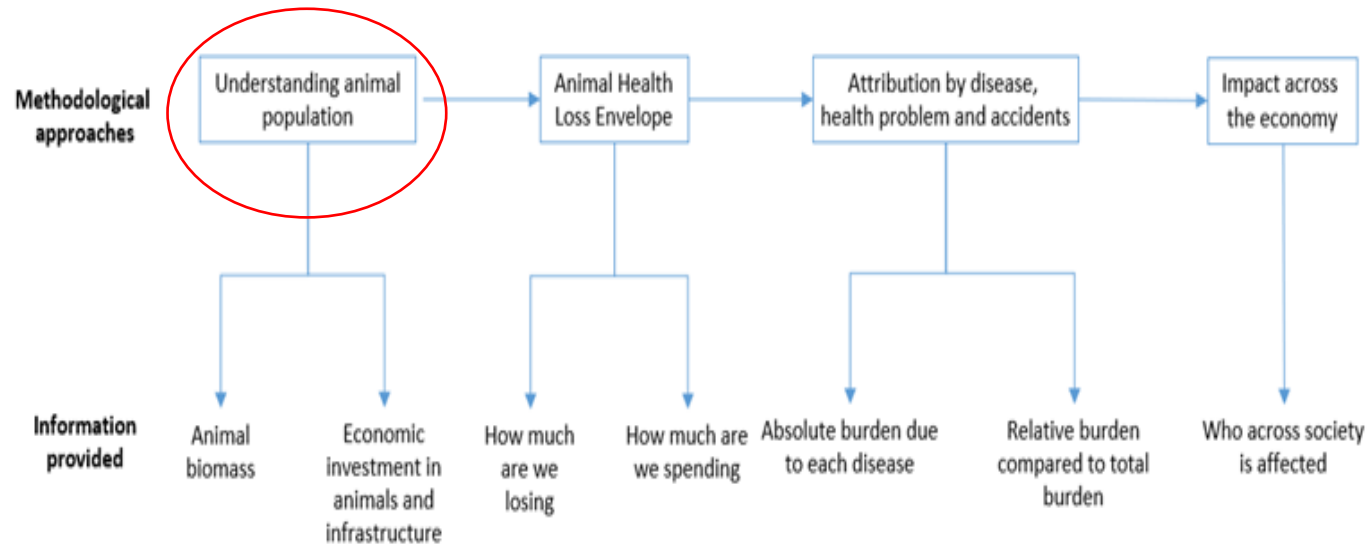 Methodological
approaches
Understanding animal
population
Animal Health
Loss Envelope
Attribution by disease,
health problem and accidents
Impact across
the economy
Information
provided
Animal
biomass
Economic
investment in
animals and
infrastructure
How much
are we
losing
How much are
we spending
Absolute burden due
to each disease
Relative burden
compared to total
burden
Who across society
is affected